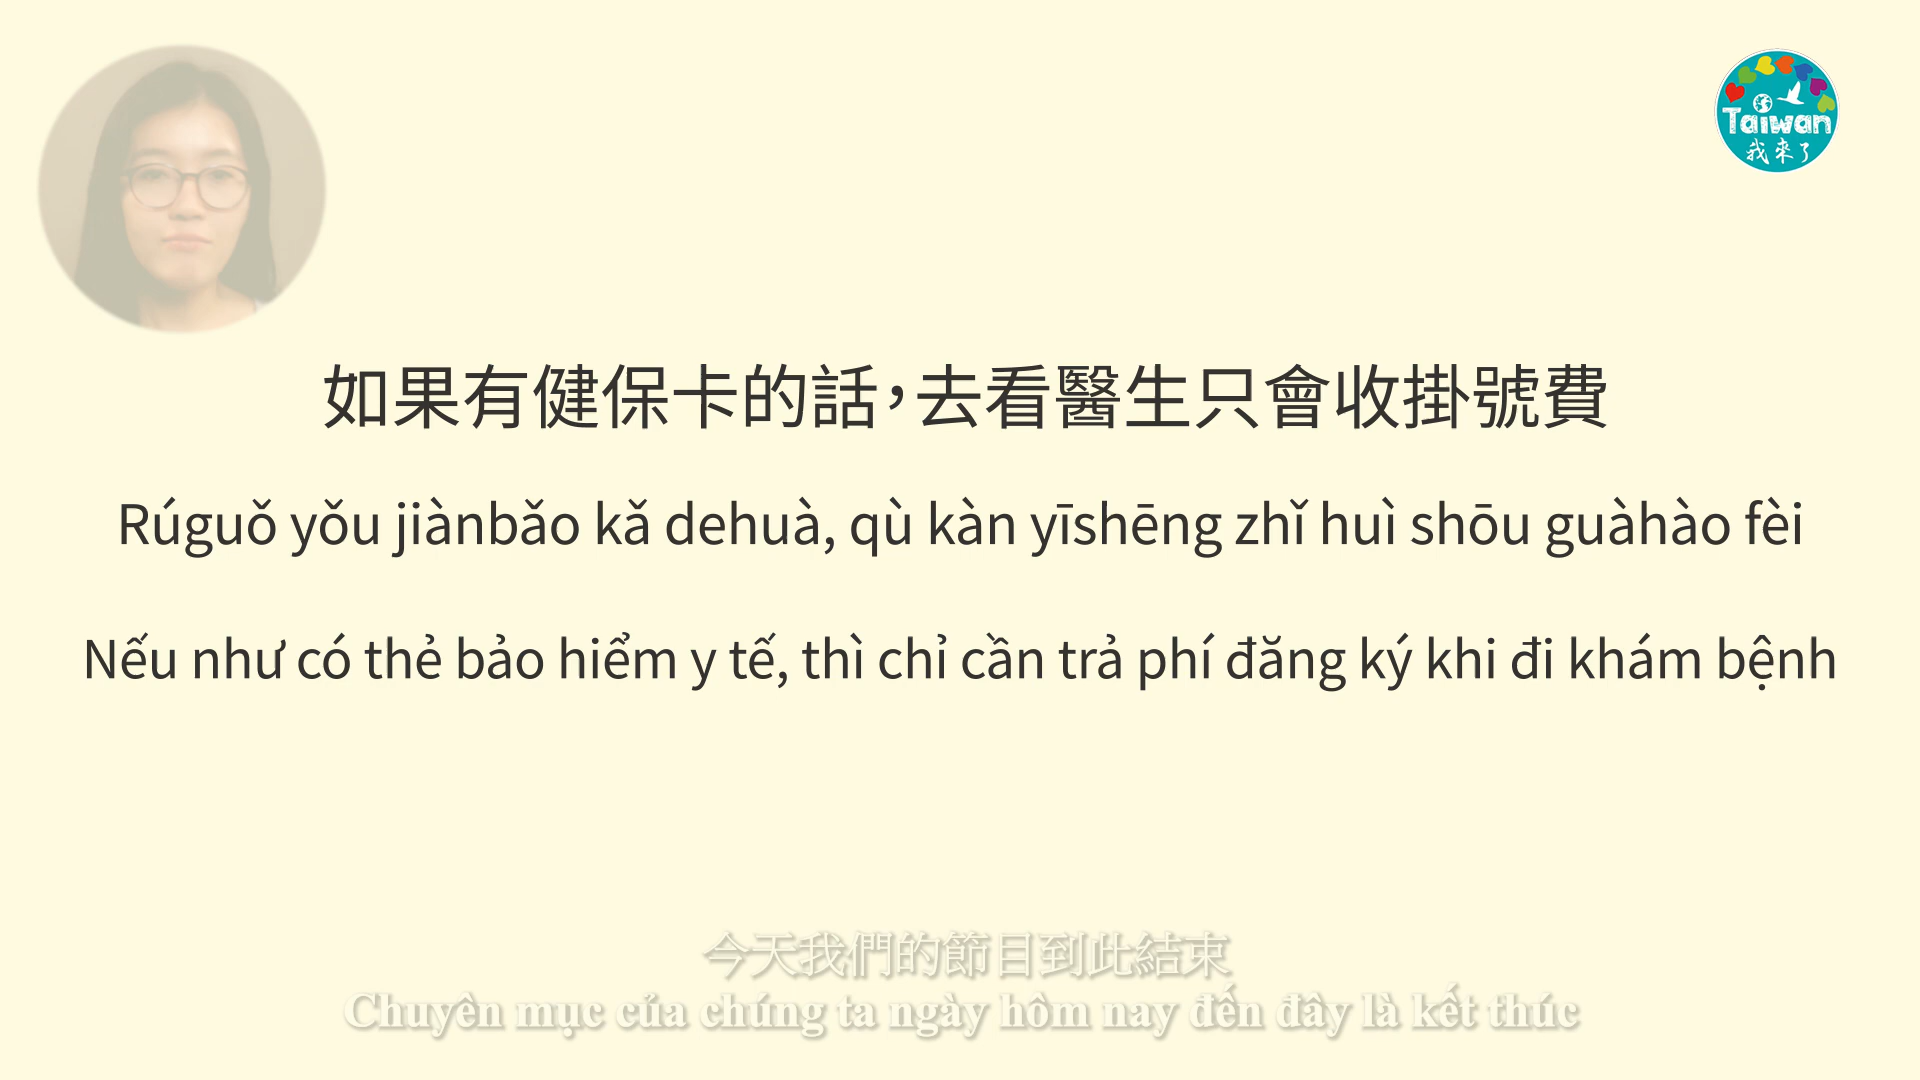 Taiwan
我來了
如果有健保卡的話，去看醫生只會收掛號費
Rúguǒ yǒu jiànbǎo kǎ dehuà, qù kàn yīshēng zhǐ huì shōu guàhào fèi
Nếu như có thẻ bảo hiểm y tế, thì chỉ cần trả phí đăng ký khi đi khám bệnh
今天我們的節目到此結束
Chuyên mục của chúng ta ngày hôm nay đến đây là kết thúc